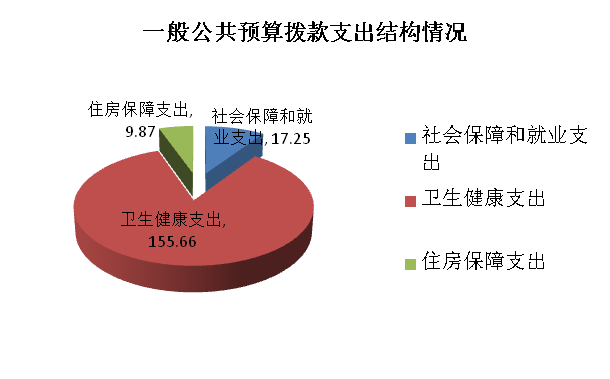 一般公共预算拨款支出结构情况
住房保障支出,
9.87
社会保障和就
业支出, 17.25
卫生健康支出,
155.66
社会保障和就业支
出
卫生健康支出
住房保障支出